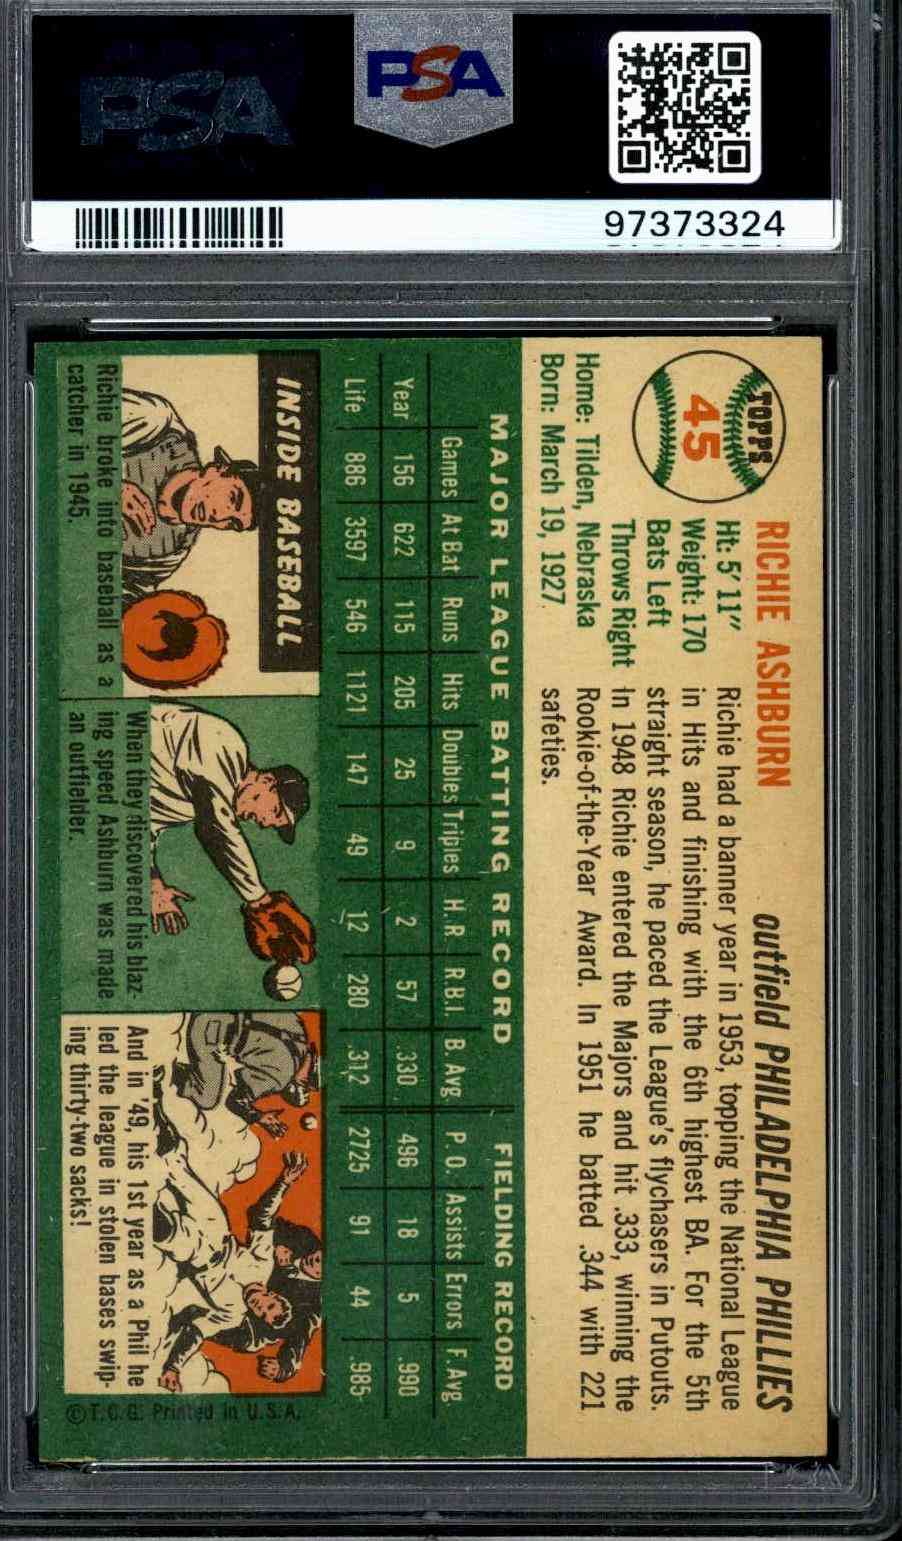 PSA
PSA
97373324
TOPPS
45
RICHIE ASHBURN
outfield PHILADELPHIA PHILLIES
Ht: 5' 11"
Weight: 170
Bats Left
Throws Right
Home: Tilden, Nebraska
Born: March 19, 1927
Richie had a banner year in 1953, topping the National League
in Hits and finishing with the 6th highest BA. For the 5th
straight season, he paced the League's flychasers in Putouts.
In 1948 Richie entered the Majors and hit .333, winning the
Rookie-of-the-Year Award. In 1951 he batted .344 with 221
safeties.
MAJOR LEAGUE BATTING RECORD FIELDING RECORD
Games At Bat Runs Hits Doubles Triples H.R. R.B.I. B. Avg P.O. Assists Errors F. Avg.
Year 156 622 115 205 25 9 2 57 .330 496 18 5 .990
Life 886 3597 546 1121 147 49 12 280 .312 2725 91 44 .985
INSIDE BASEBALL
Richie broke into baseball as a
catcher in 1945.
When they discovered his blaz-
ing speed Ashburn was made
an outfielder.
And in '49, his 1st year as a Phil he
led the league in stolen bases swip-
ing thirty-two sacks!
© T.C.G. Printed in U.S.A.